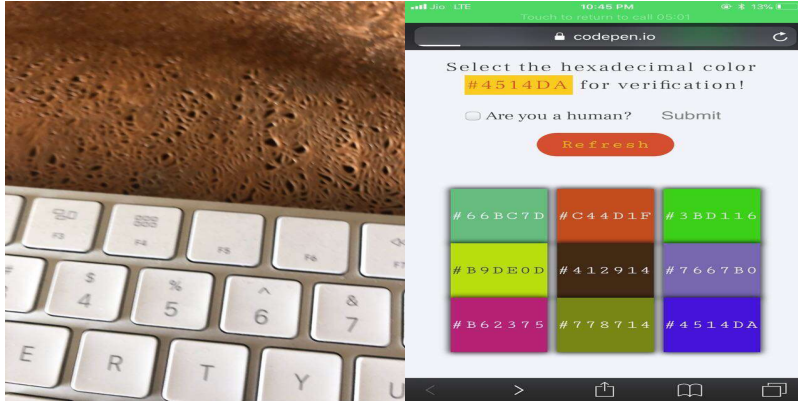 F3 F4 F5 F6 F7
$ % ^ &
4 5 6 7
E R T Y U
Jio LTE 10:45 PM 13%
Touch to return to call 05:01
codepen.io
Select the hexadecimal color
#4514DA for verification!
Are you a human? Submit
Refresh
#66BC7D #C44D1F #3BD116
#B9DE0D #412914 #7667B0
#B62375 #778714 #4514DA